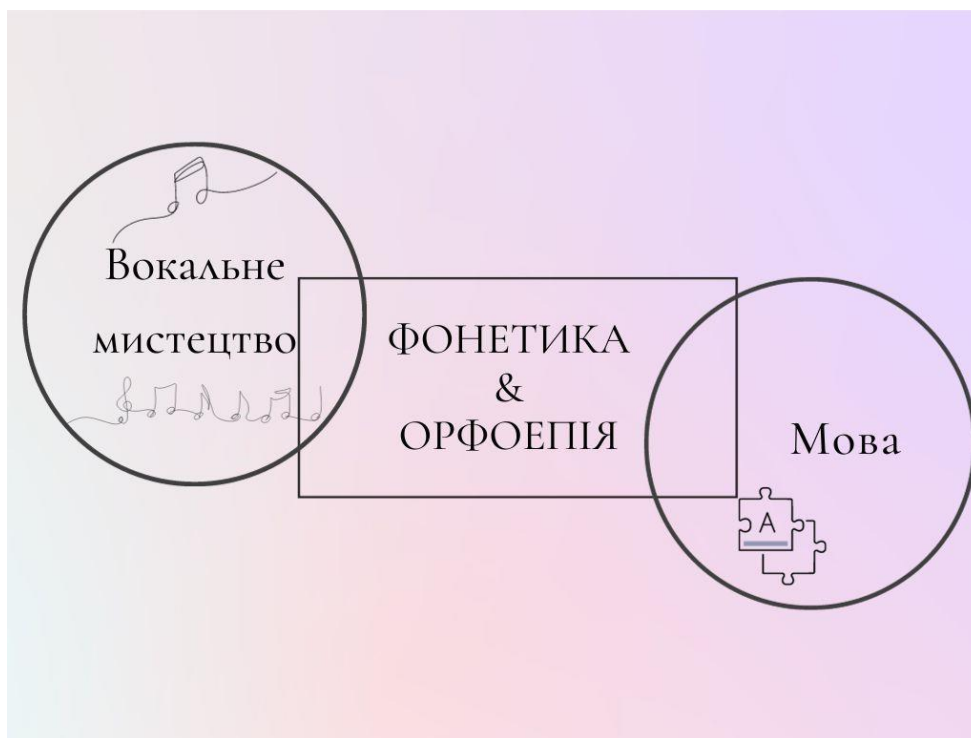 Вокальне
мистецтво
ФОНЕТИКА
&
ОРФОЕПІЯ
Мова
А